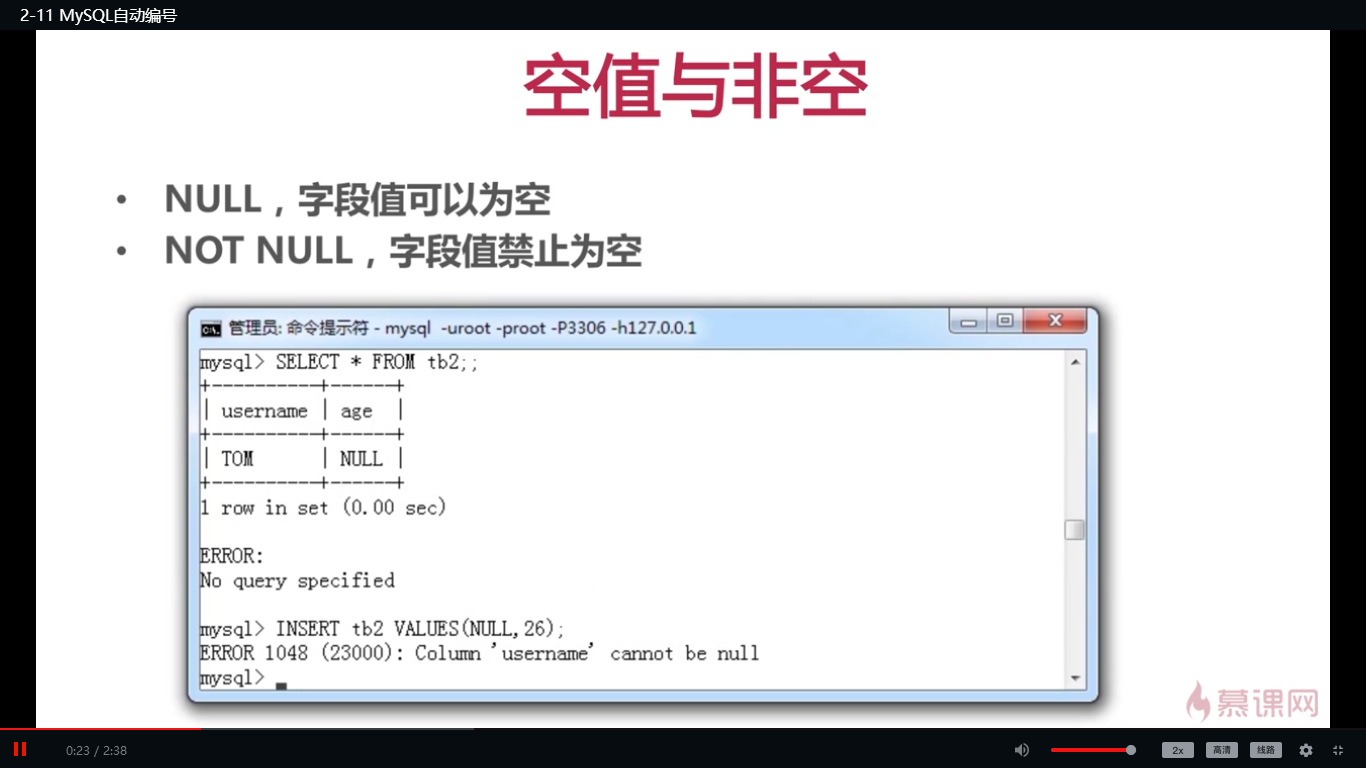 2-11 MySQL自动编号
空值与非空
• NULL，字段值可以为空
• NOT NULL，字段值禁止为空
管理员: 命令提示符 - mysql -uroot -proot -P3306 -h127.0.0.1
mysql> SELECT * FROM tb2;;
+----------+------+
| username | age  |
+----------+------+
| TOM      | NULL |
+----------+------+
1 row in set (0.00 sec)
ERROR:
No query specified
mysql> INSERT tb2 VALUES(NULL,26);
ERROR 1048 (23000): Column 'username' cannot be null
mysql>
慕课网
0:23 / 2:38
2x
高清
线路